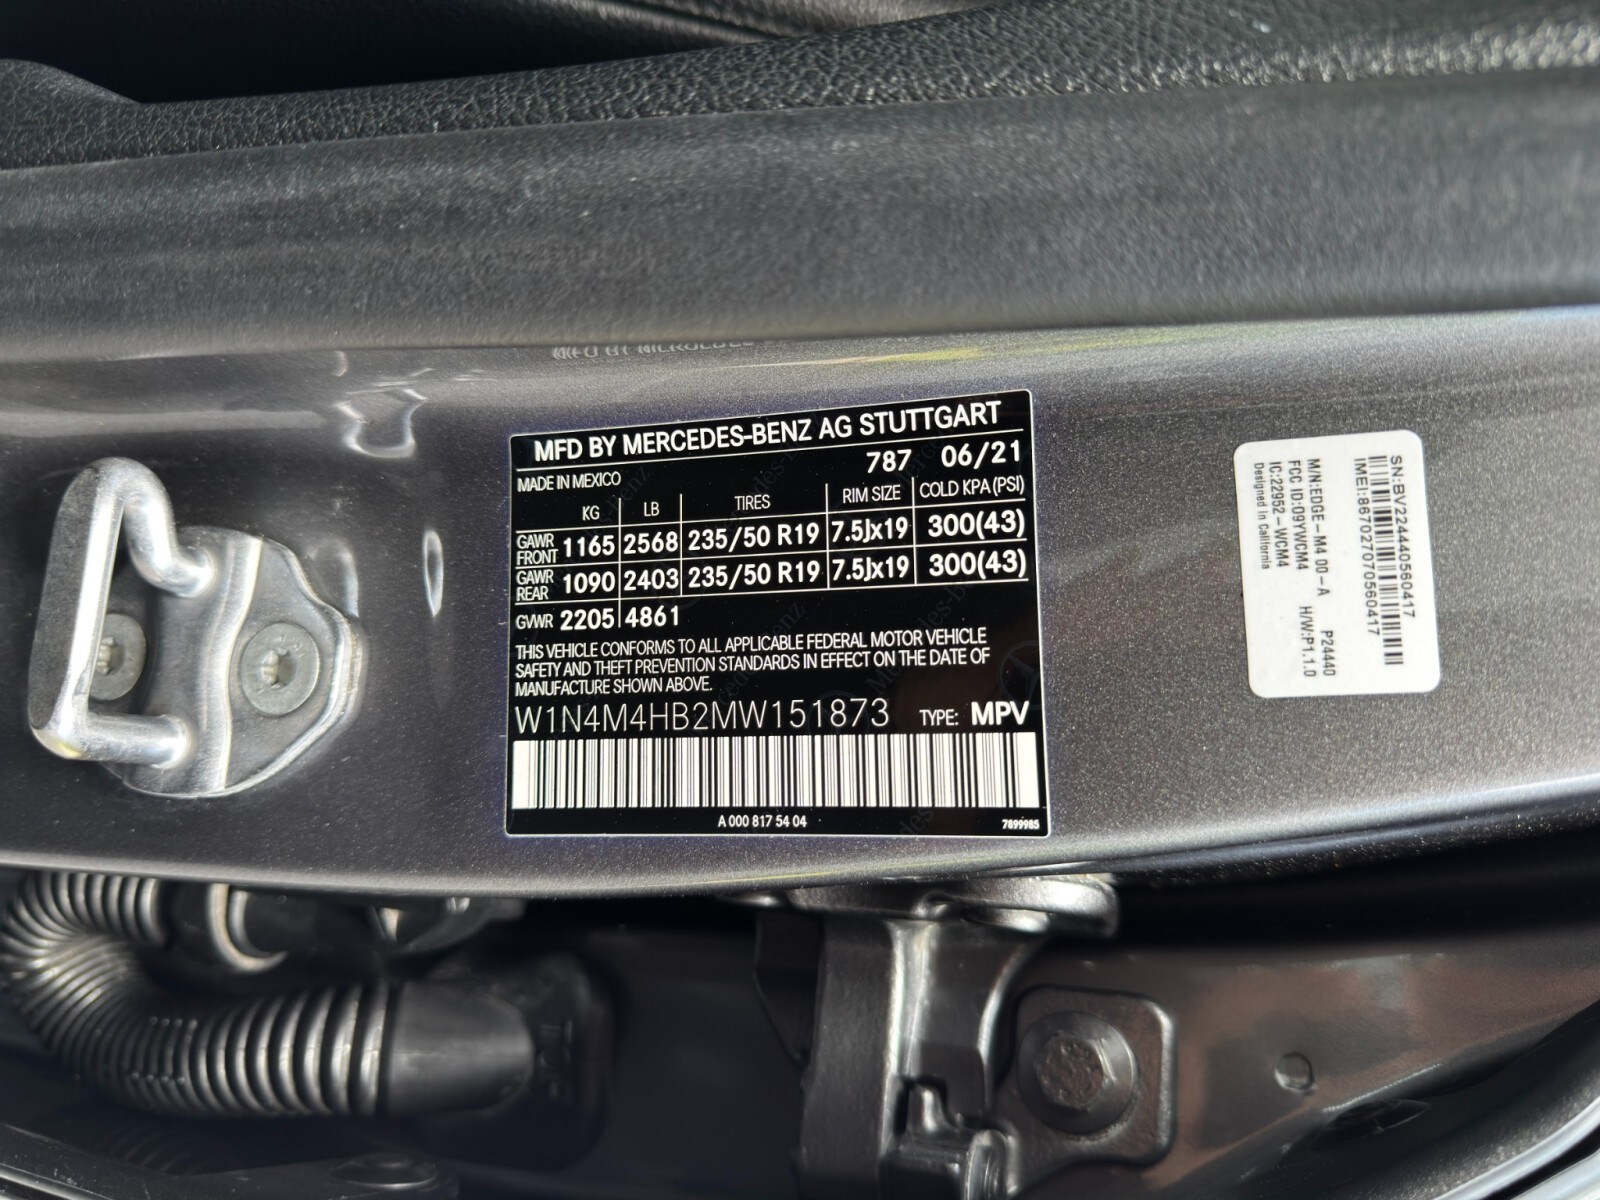 MFD BY MERCEDES-BENZ AG STUTTGART
MADE IN MEXICO 787 06/21
KG LB TIRES RIM SIZE COLD KPA (PSI)
GAWR FRONT 1165 2568 235/50 R19 7.5Jx19 300(43)
GAWR REAR 1090 2403 235/50 R19 7.5Jx19 300(43)
GVWR 2205 4861
THIS VEHICLE CONFORMS TO ALL APPLICABLE FEDERAL MOTOR VEHICLE
SAFETY AND THEFT PREVENTION STANDARDS IN EFFECT ON THE DATE OF
MANUFACTURE SHOWN ABOVE.
W1N4M4HB2MW151873 TYPE: MPV
A 000 817 54 04 7899985
SN:BV224440560417
IMEI:867027070560417
M/N:EDGE-M4 00-A P24440
FCC ID:09YWCM4 H/W:P1.1.0
IC:22952-WCM4
Designed in California